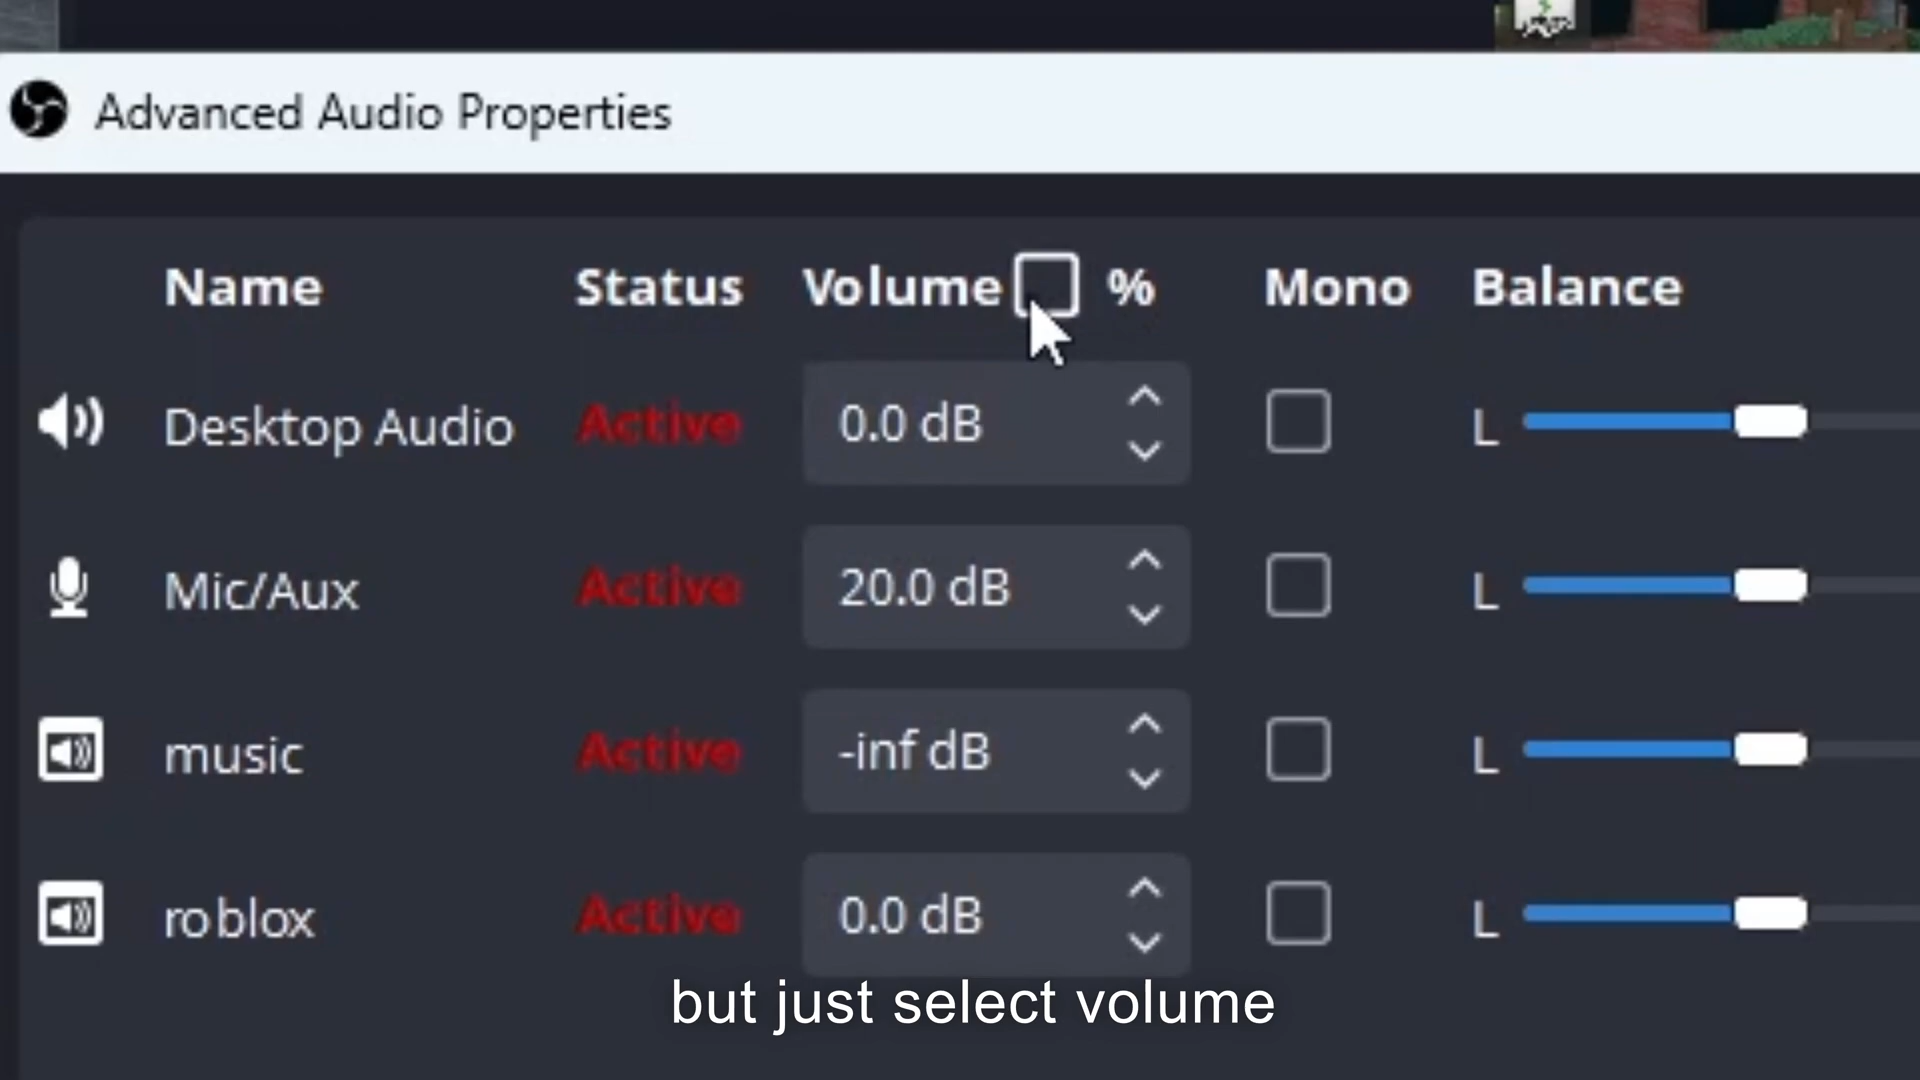 Advanced Audio Properties
Name Status Volume % Mono Balance
Desktop Audio Active 0.0 dB L
Mic/Aux Active 20.0 dB L
music Active -inf dB L
roblox Active 0.0 dB L
but just select volume